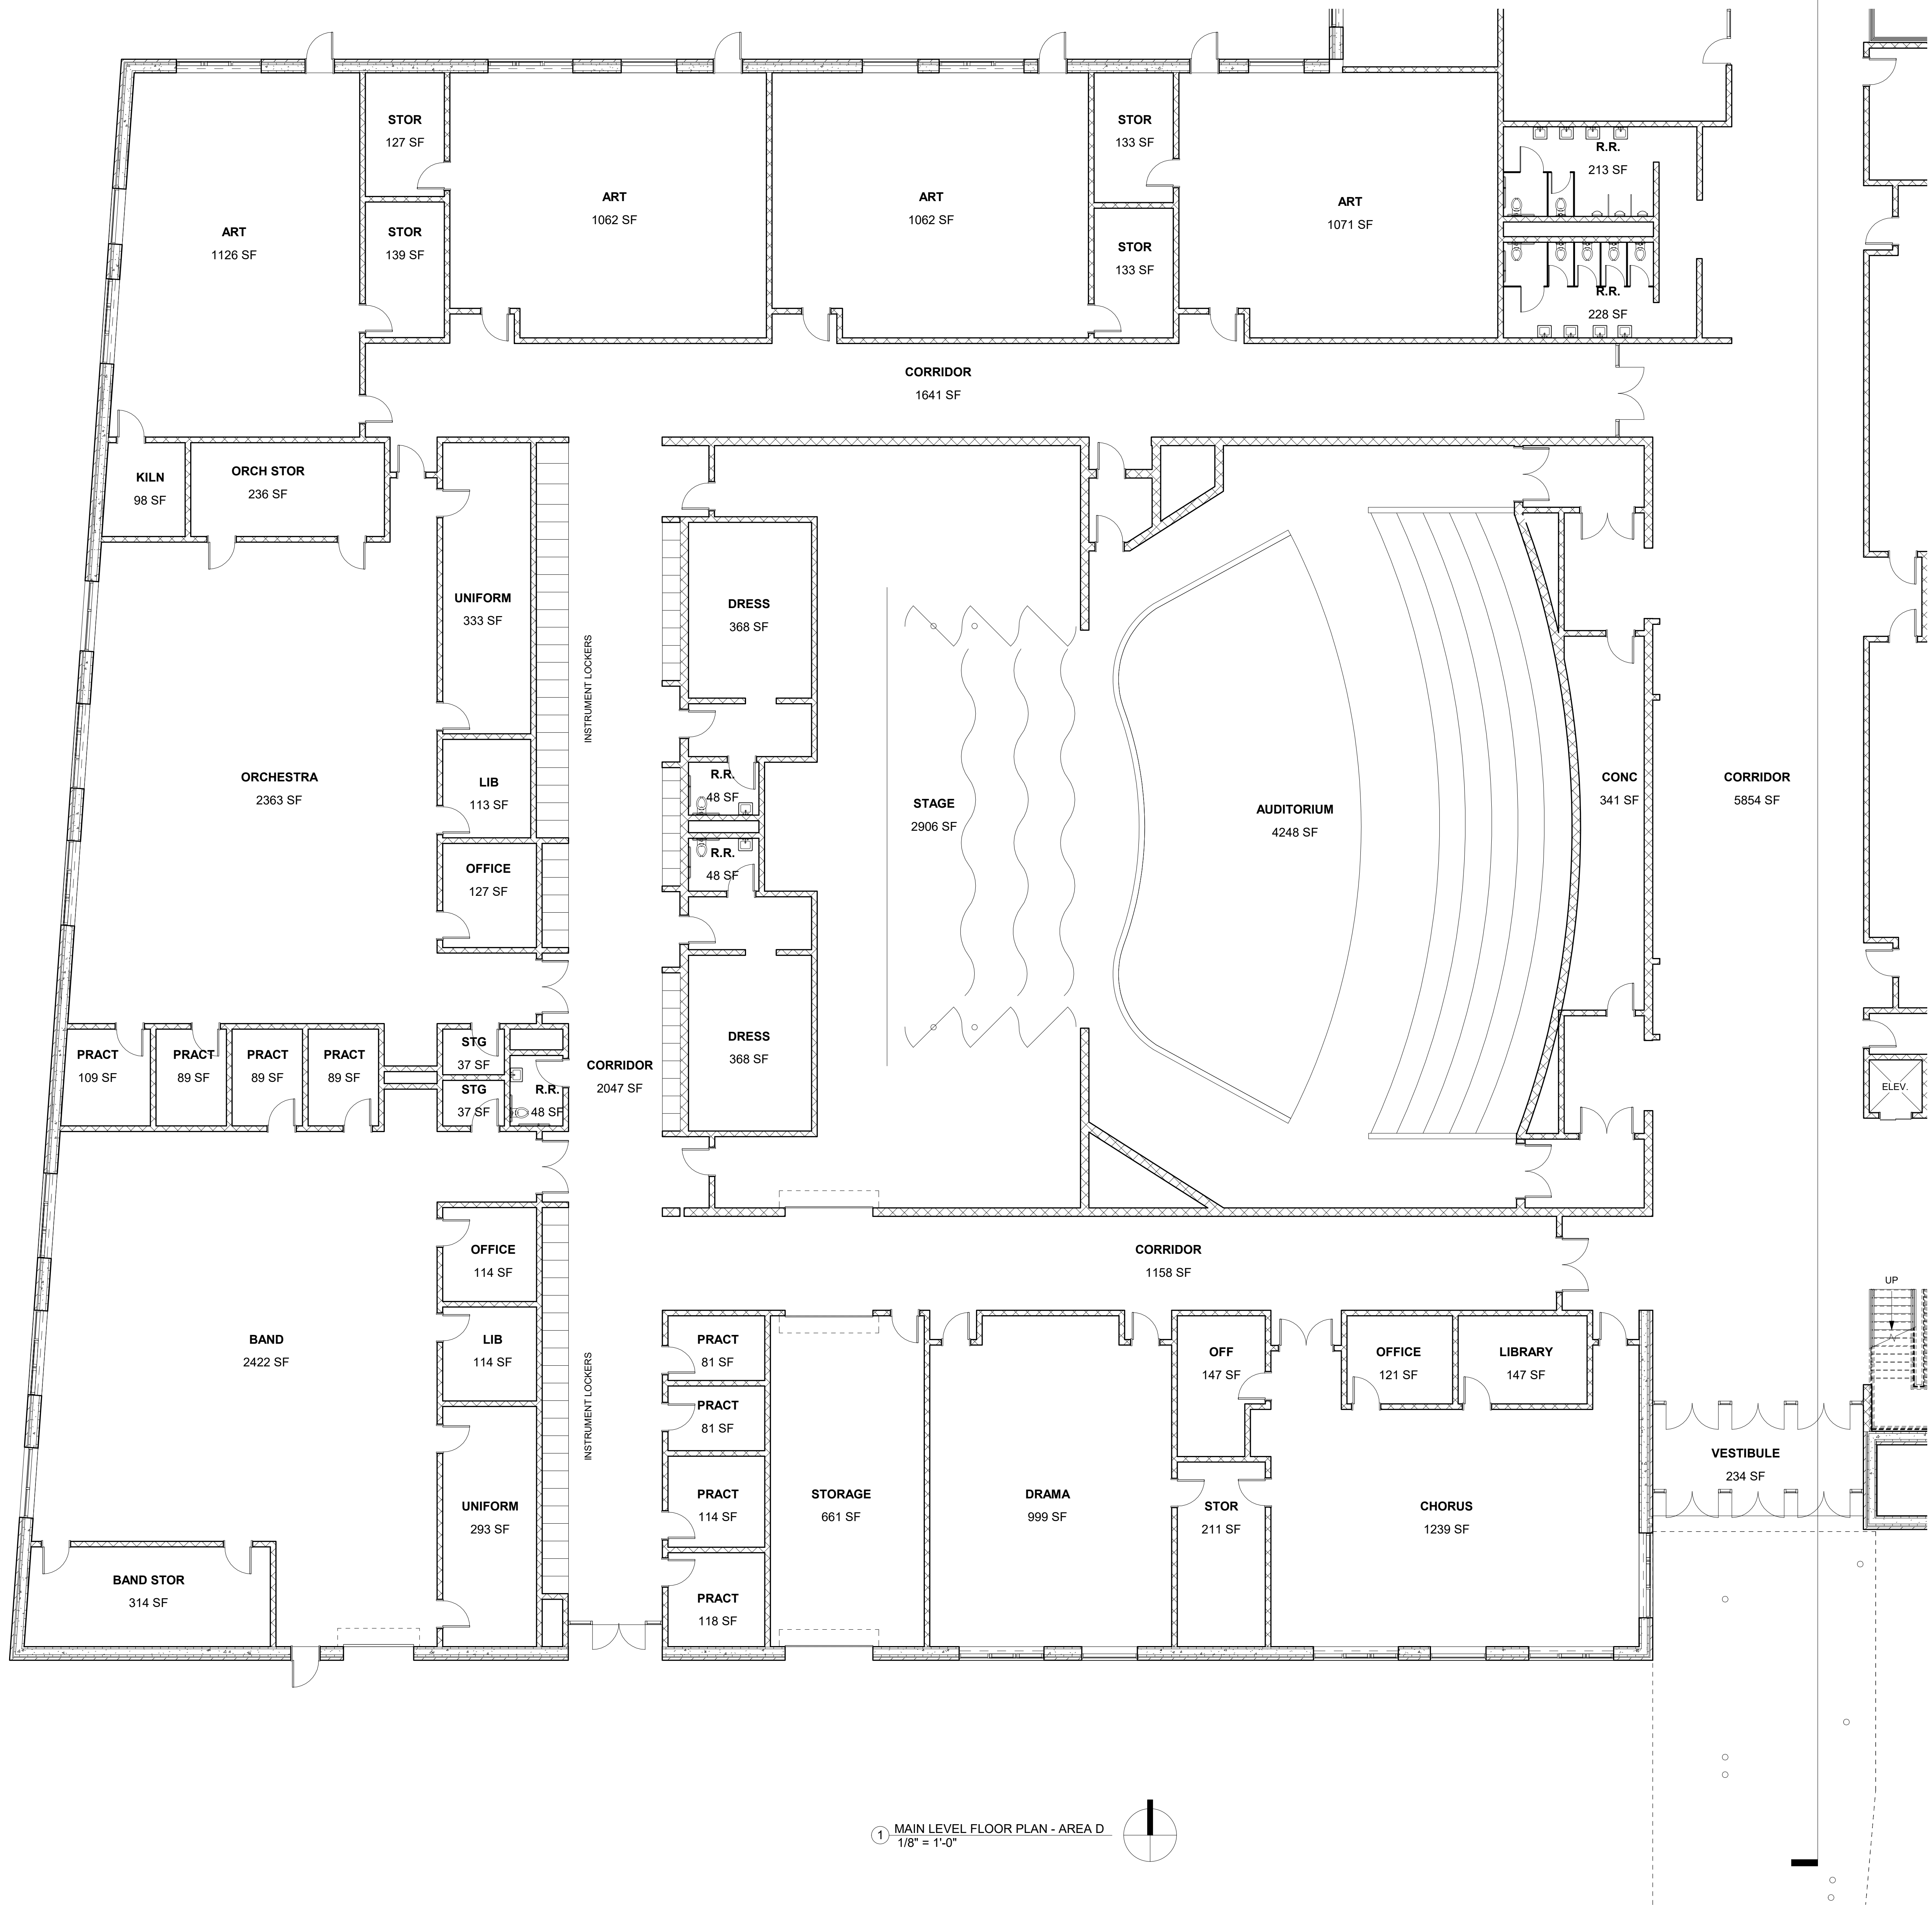 STOR
127 SF
STOR
133 SF
R.R.
213 SF
ART
1062 SF
ART
1062 SF
ART
1071 SF
ART
1126 SF
STOR
139 SF
STOR
133 SF
R.R.
228 SF
CORRIDOR
1641 SF
KILN
98 SF
ORCH STOR
236 SF
UNIFORM
333 SF
DRESS
368 SF
INSTRUMENT LOCKERS
ORCHESTRA
2363 SF
LIB
113 SF
R.R.
48 SF
STAGE
2906 SF
AUDITORIUM
4248 SF
CONC
341 SF
CORRIDOR
5854 SF
OFFICE
127 SF
R.R.
48 SF
PRACT
109 SF
PRACT
89 SF
PRACT
89 SF
PRACT
89 SF
STG
37 SF
STG
37 SF
R.R.
48 SF
CORRIDOR
2047 SF
DRESS
368 SF
ELEV.
OFFICE
114 SF
CORRIDOR
1158 SF
UP
BAND
2422 SF
LIB
114 SF
INSTRUMENT LOCKERS
PRACT
81 SF
PRACT
81 SF
OFF
147 SF
OFFICE
121 SF
LIBRARY
147 SF
VESTIBULE
234 SF
UNIFORM
293 SF
PRACT
114 SF
STORAGE
661 SF
DRAMA
999 SF
STOR
211 SF
CHORUS
1239 SF
BAND STOR
314 SF
PRACT
118 SF
1 MAIN LEVEL FLOOR PLAN - AREA D
1/8" = 1'-0"